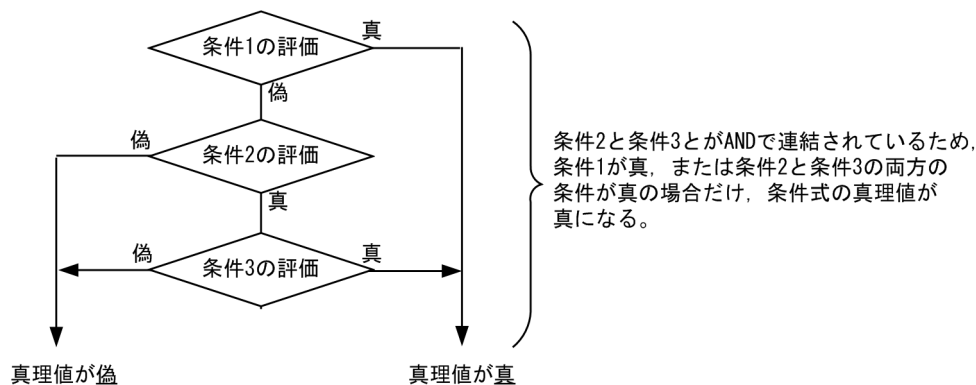 条件1の評価
真
偽
偽
条件2の評価
真
偽
条件3の評価
真
条件2と条件3とがANDで連結されているため,
条件1が真, または条件2と条件3の両方の
条件が真の場合だけ, 条件式の真理値が
真になる。
真理値が偽
真理値が真